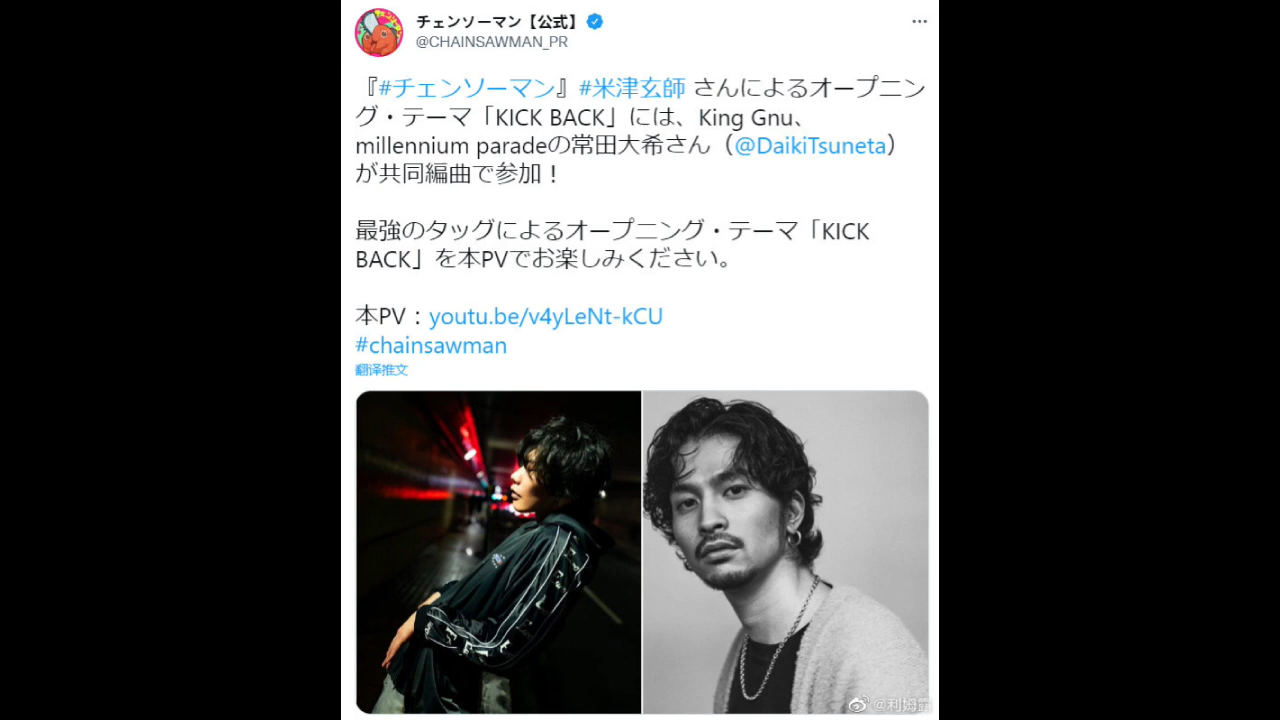 チェンソーマン【公式】
@CHAINSAWMAN_PR
『#チェンソーマン』#米津玄師 さんによるオープニン
グ・テーマ「KICK BACK」には、King Gnu、
millennium paradeの常田大希さん（@DaikiTsuneta）
が共同編曲で参加！
最強のタッグによるオープニング・テーマ「KICK
BACK」を本PVでお楽しみください。
本PV：youtu.be/v4yLeNt-kCU
#chainsawman
翻译推文